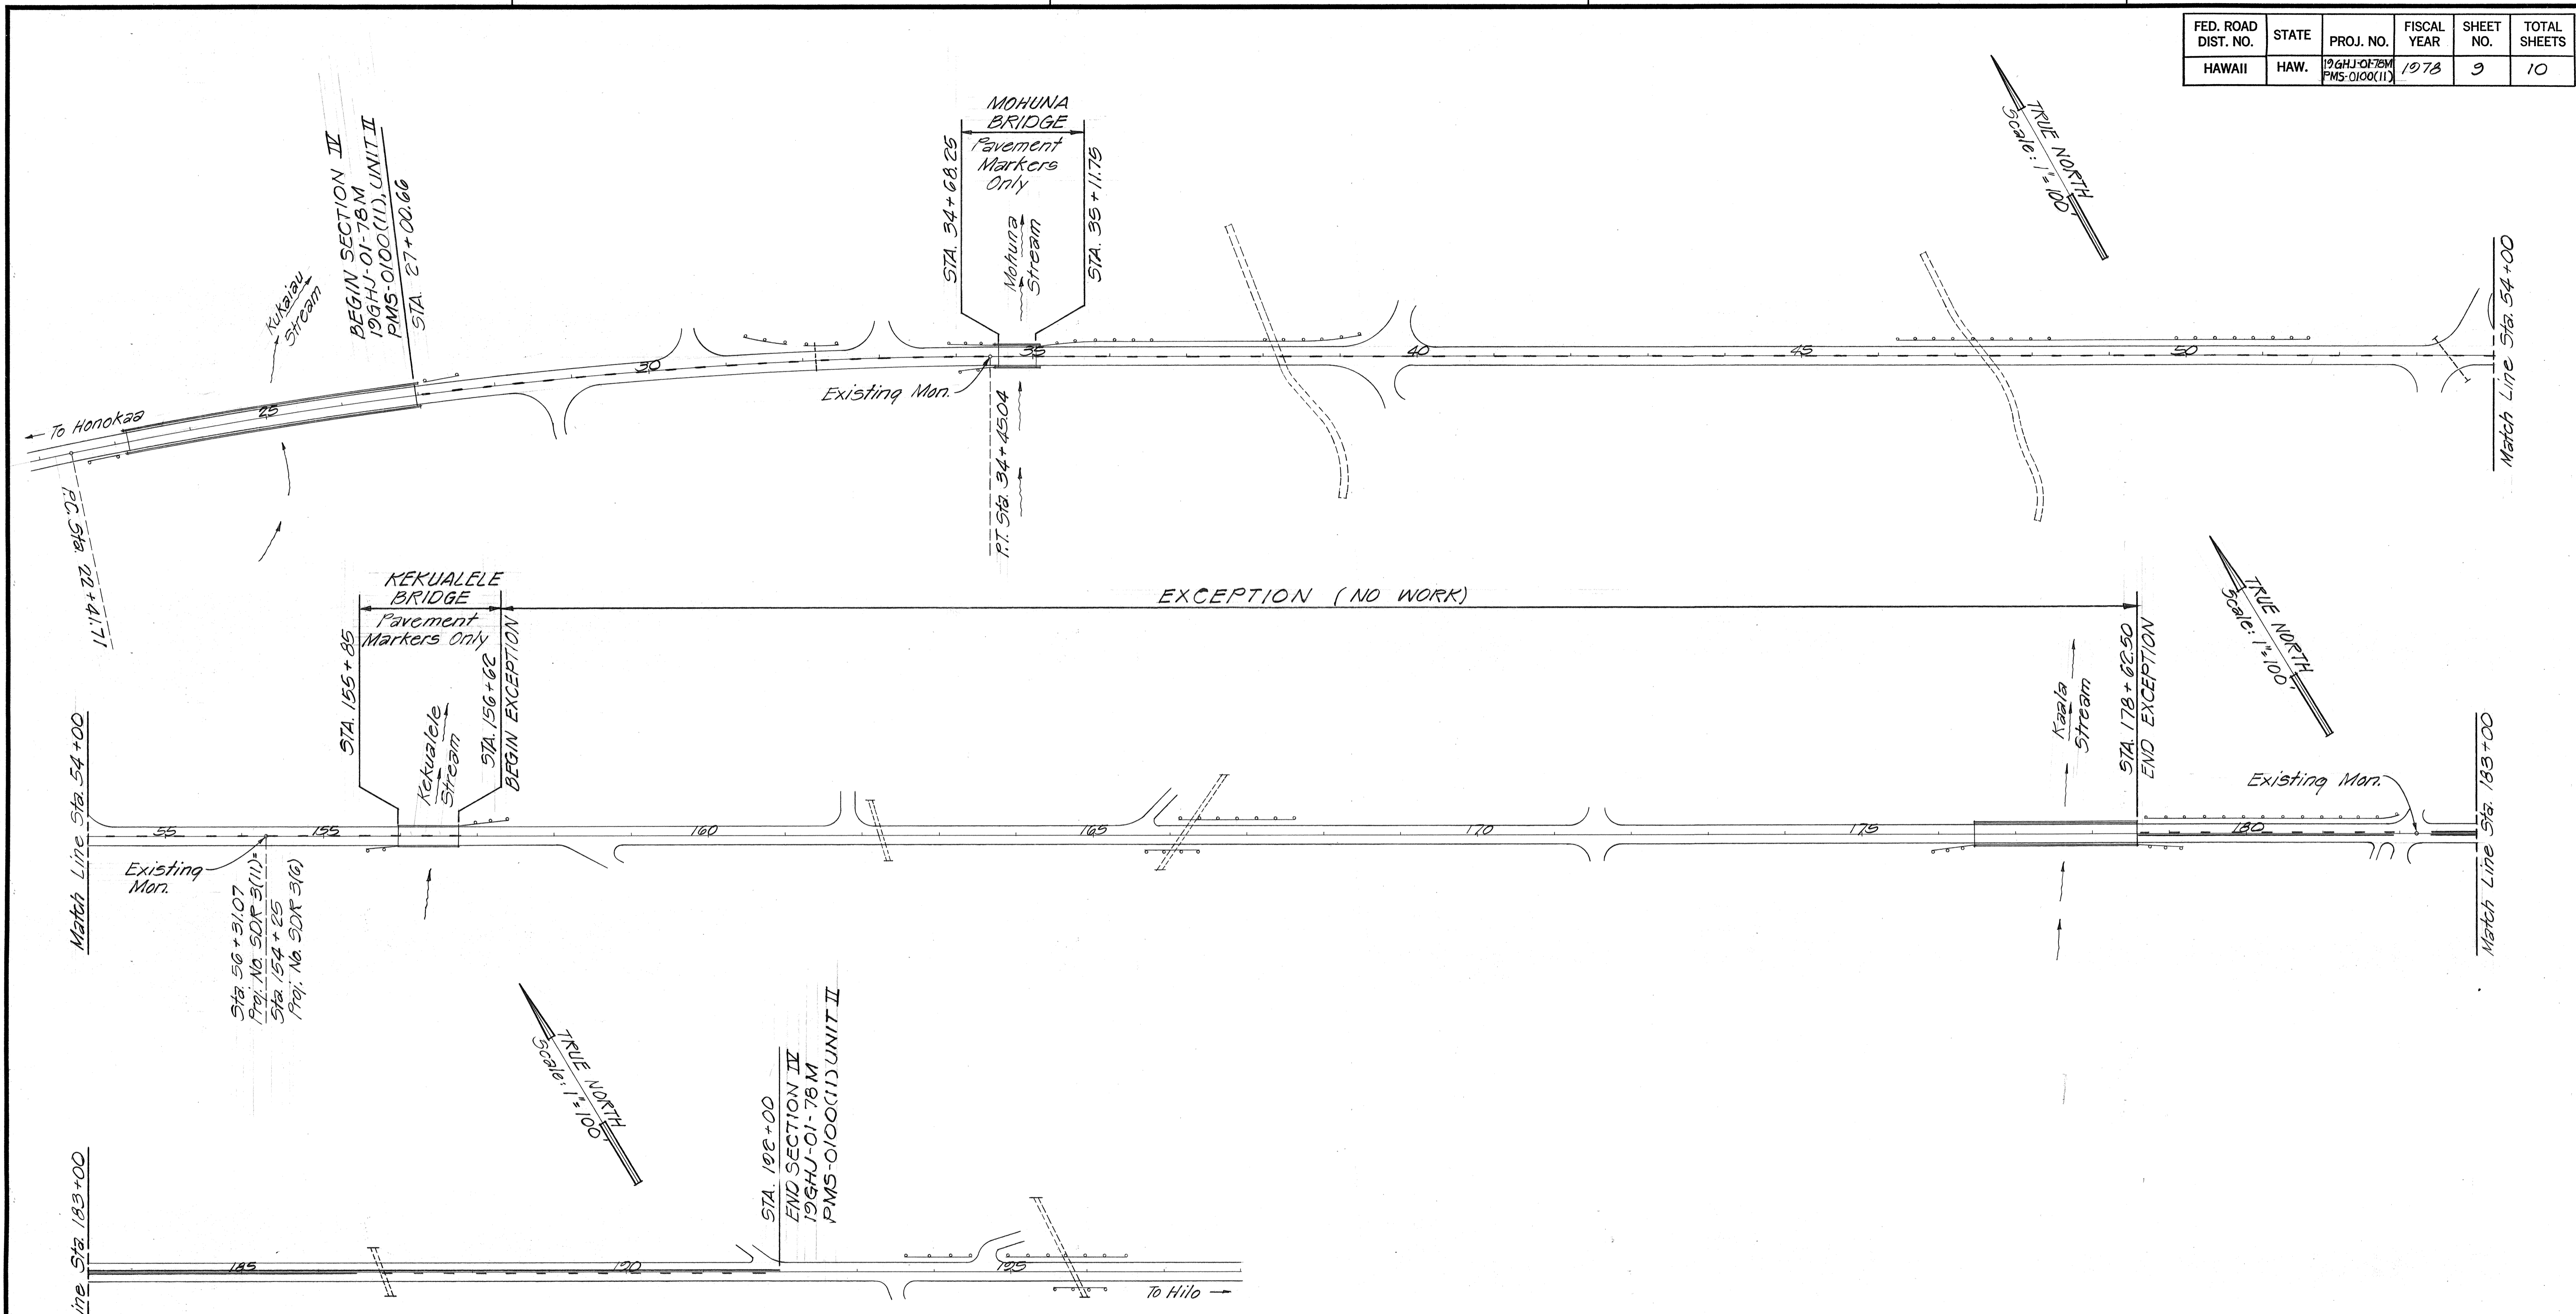 FED. ROAD DIST. NO.
STATE
PROJ. NO.
FISCAL YEAR
SHEET NO.
TOTAL SHEETS
HAWAII
HAW.
19GHJ-01-78M
PMS-0100(11)
1978
9
10
BEGIN SECTION IV
19GHJ-01-78M
PMS-0100(11), UNIT II
STA. 27+00.66
Kukaiau
Stream
MOHUNA
BRIDGE
Pavement
Markers
Only
STA. 34+68.25
STA. 35+11.75
Mohuna
Stream
TRUE NORTH
Scale: 1"=100'
Match Line Sta. 54+00
To Honokaa
25
30
35
40
45
50
Existing Mon.
P.C. Sta. 22+41.71
P.T. Sta. 34+45.04
KEKUALELE
BRIDGE
Pavement
Markers Only
EXCEPTION (NO WORK)
STA. 155+85
STA. 156+62
BEGIN EXCEPTION
Kekualele
Stream
Kaala
Stream
STA. 178+62.50
END EXCEPTION
TRUE NORTH
Scale: 1"=100'
Match Line Sta. 54+00
Existing Mon.
Match Line Sta. 183+00
55
155
160
165
170
175
180
Existing
Mon.
Sta. 56+31.07
Proj. No. SDR 3(11)=
Sta. 154+25
Proj. No. SDR 3(6)
TRUE NORTH
Scale: 1"=100'
STA. 192+00
END SECTION IV
19GHJ-01-78M
PMS-0100(11) UNIT II
ine Sta. 183+00
185
190
195
To Hilo